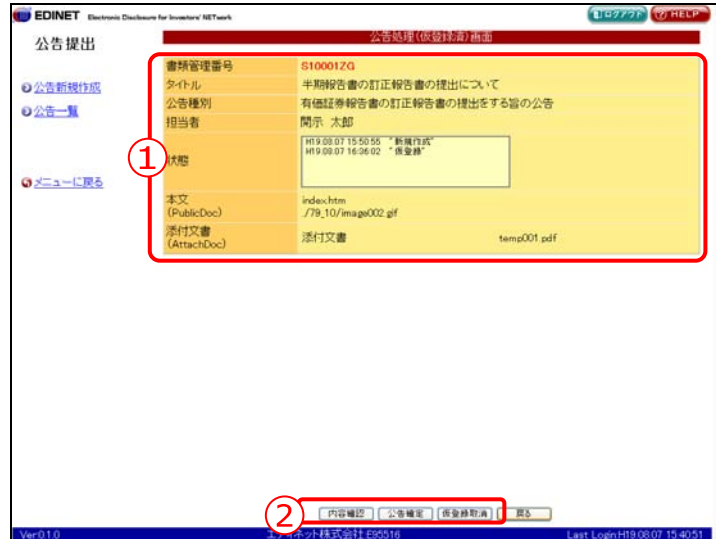 EDINET Electronic Disclosure for Investors' NETwork
ログアウト
HELP
公告提出
公告処理(仮登録済)画面
公告新規作成
公告一覧
メニューに戻る
書類管理番号 S10001ZG
タイトル 半期報告書の訂正報告書の提出について
公告種別 有価証券報告書の訂正報告書の提出をする旨の公告
担当者 開示 太郎
1
状態
H19.08.07 15:50:55 "新規作成"
H19.08.07 16:36:02 "仮登録"
本文
(PublicDoc)
index.htm
./79_10/image002.gif
添付文書
(AttachDoc)
添付文書 temp001.pdf
2
内容確認 公告確定 仮登録取消 戻る
Ver.0.1.0
ネット株式会社 E95516
Last Login:H19.08.07 15:40:51